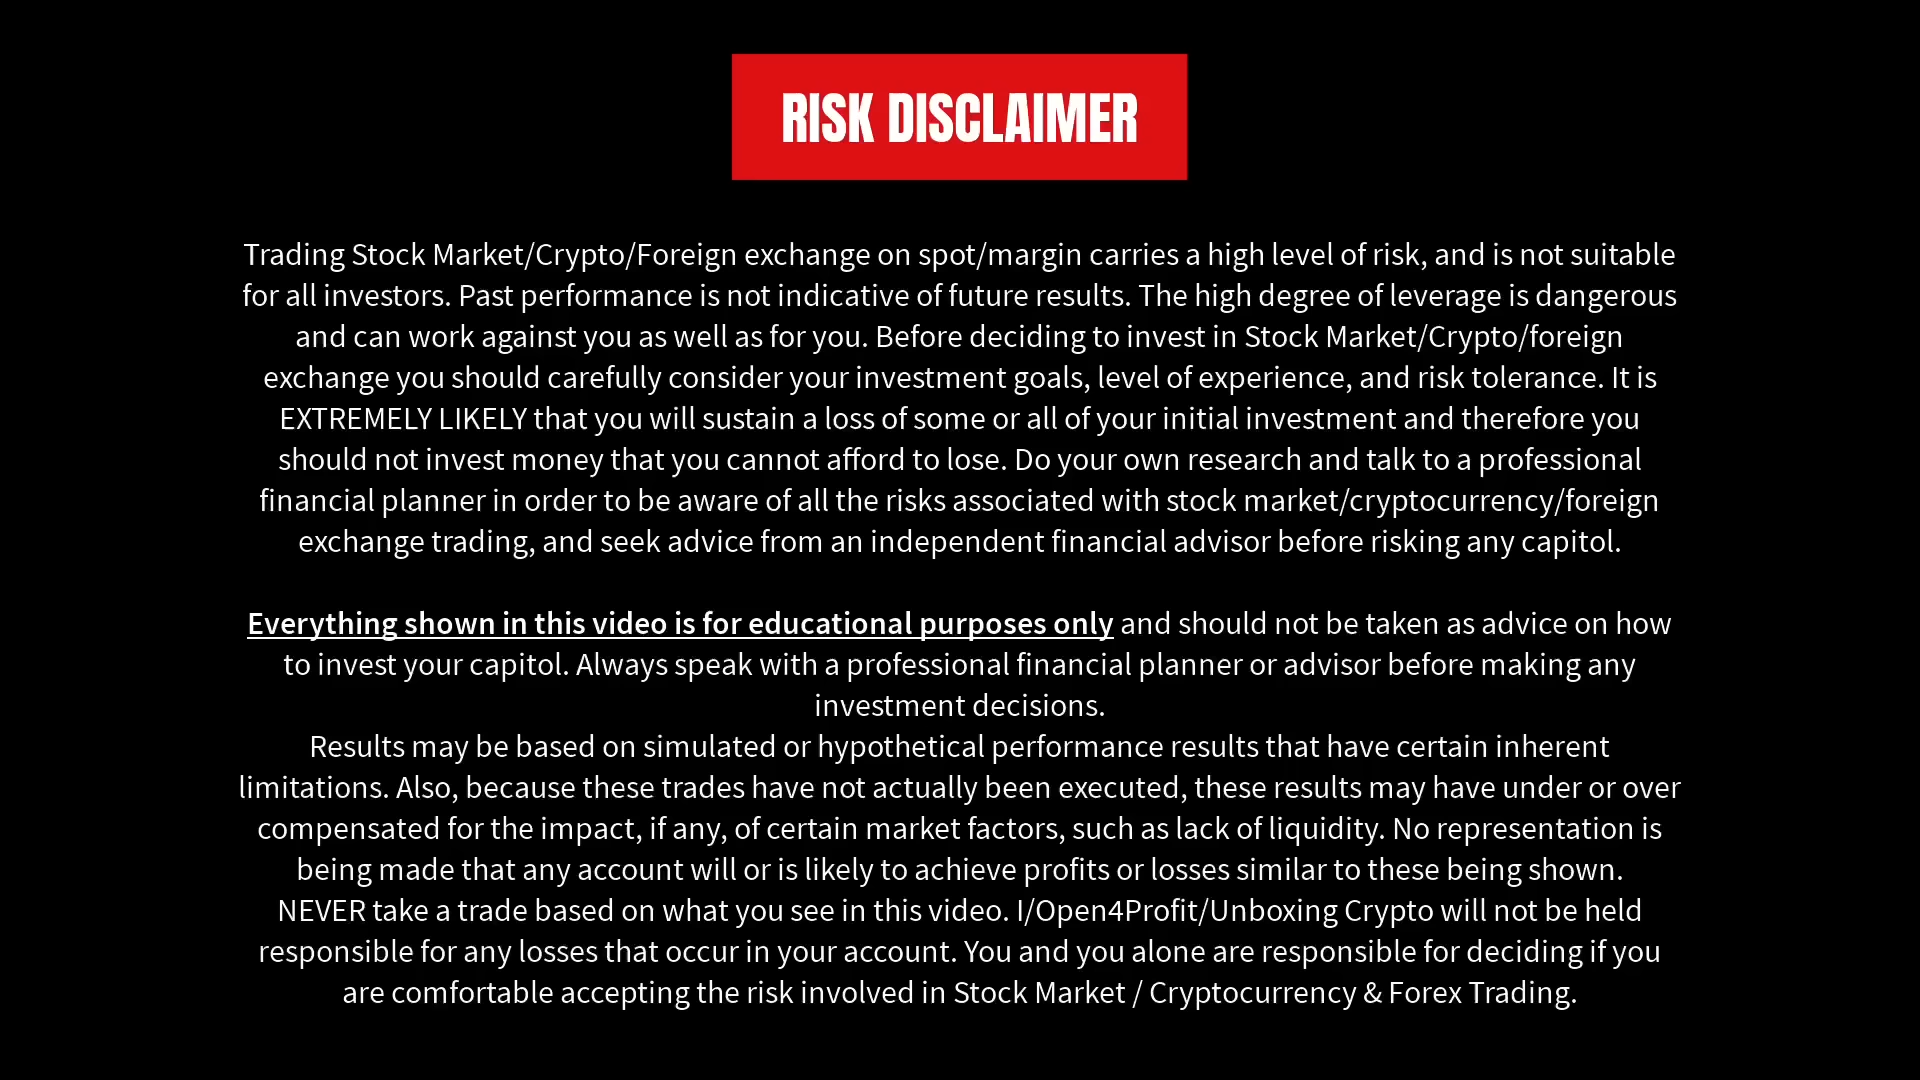 RISK DISCLAIMER
Trading Stock Market/Crypto/Foreign exchange on spot/margin carries a high level of risk, and is not suitable
for all investors. Past performance is not indicative of future results. The high degree of leverage is dangerous
and can work against you as well as for you. Before deciding to invest in Stock Market/Crypto/foreign
exchange you should carefully consider your investment goals, level of experience, and risk tolerance. It is
EXTREMELY LIKELY that you will sustain a loss of some or all of your initial investment and therefore you
should not invest money that you cannot afford to lose. Do your own research and talk to a professional
financial planner in order to be aware of all the risks associated with stock market/cryptocurrency/foreign
exchange trading, and seek advice from an independent financial advisor before risking any capitol.
Everything shown in this video is for educational purposes only and should not be taken as advice on how
to invest your capitol. Always speak with a professional financial planner or advisor before making any
investment decisions.
Results may be based on simulated or hypothetical performance results that have certain inherent
limitations. Also, because these trades have not actually been executed, these results may have under or over
compensated for the impact, if any, of certain market factors, such as lack of liquidity. No representation is
being made that any account will or is likely to achieve profits or losses similar to these being shown.
NEVER take a trade based on what you see in this video. I/Open4Profit/Unboxing Crypto will not be held
responsible for any losses that occur in your account. You and you alone are responsible for deciding if you
are comfortable accepting the risk involved in Stock Market / Cryptocurrency & Forex Trading.